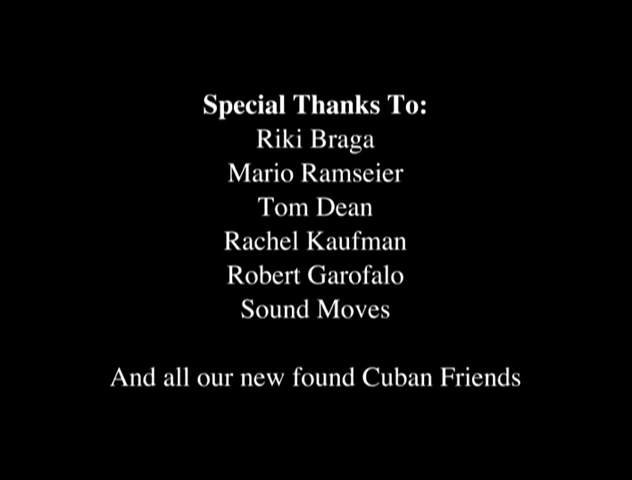 Special Thanks To:
Riki Braga
Mario Ramseier
Tom Dean
Rachel Kaufman
Robert Garofalo
Sound Moves
And all our new found Cuban Friends